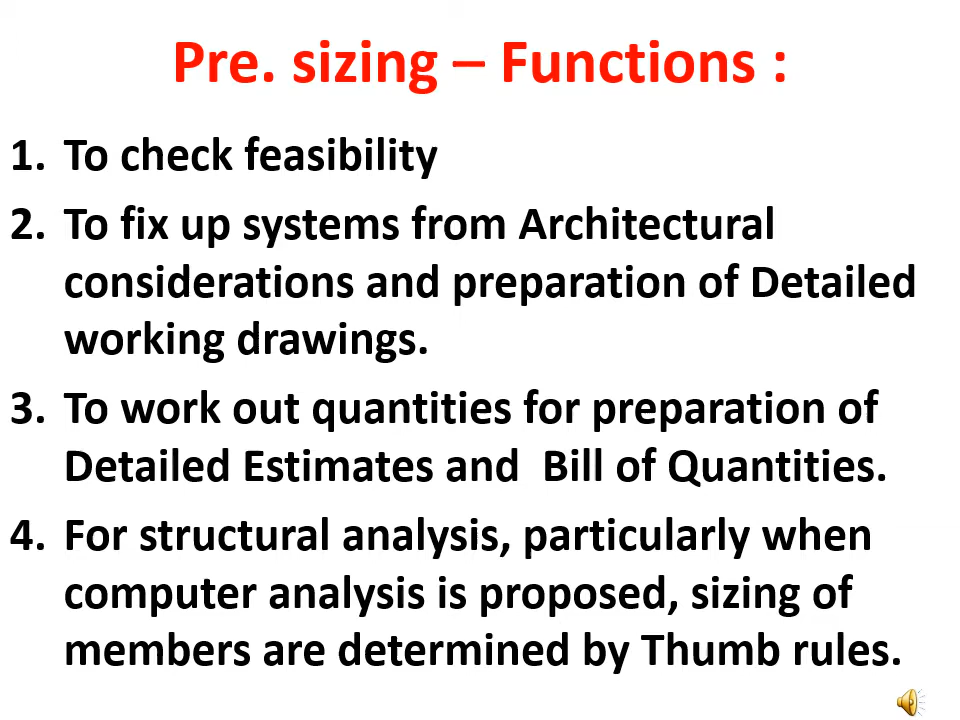 Pre. sizing – Functions :
1. To check feasibility
2. To fix up systems from Architectural
considerations and preparation of Detailed
working drawings.
3. To work out quantities for preparation of
Detailed Estimates and  Bill of Quantities.
4. For structural analysis, particularly when
computer analysis is proposed, sizing of
members are determined by Thumb rules.